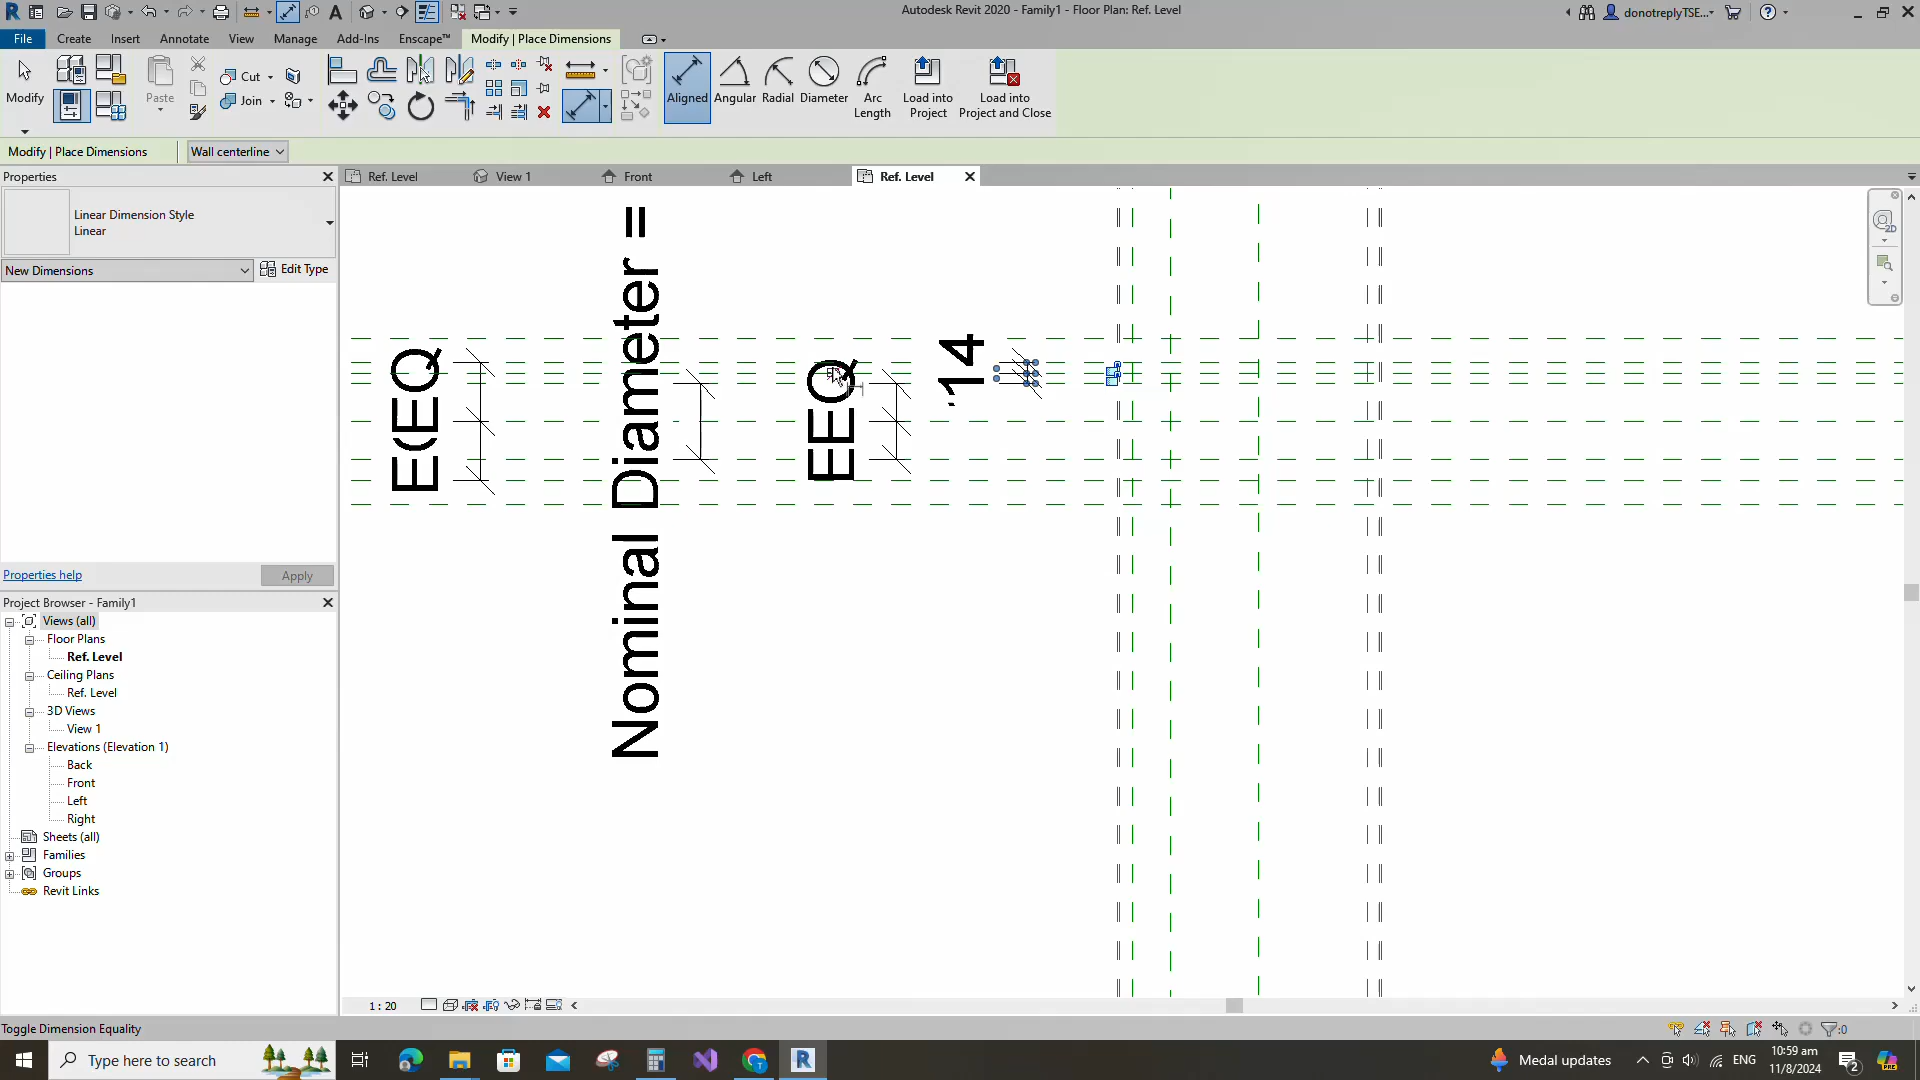 Autodesk Revit 2020 - Family1 - Floor Plan: Ref. Level
donotreplyTSE...
File Create Insert Annotate View Manage Add-Ins Enscape™ Modify | Place Dimensions
Cut
Join
Modify
Paste
Aligned Angular Radial Diameter Arc Length Load into Project Load into Project and Close
Modify | Place Dimensions Wall centerline
Properties
Ref. Level View 1 Front Left Ref. Level
Linear Dimension Style
Linear
New Dimensions Edit Type
Properties help Apply
Project Browser - Family1
Views (all)
Floor Plans
Ref. Level
Ceiling Plans
Ref. Level
3D Views
View 1
Elevations (Elevation 1)
Back
Front
Left
Right
Sheets (all)
Families
Groups
Revit Links
E(EQ
Nominal Diameter =
EEQ
14
2D
1 : 20
Toggle Dimension Equality
:0
Type here to search
Medal updates
ENG
10:59 am
11/8/2024
2
PRE